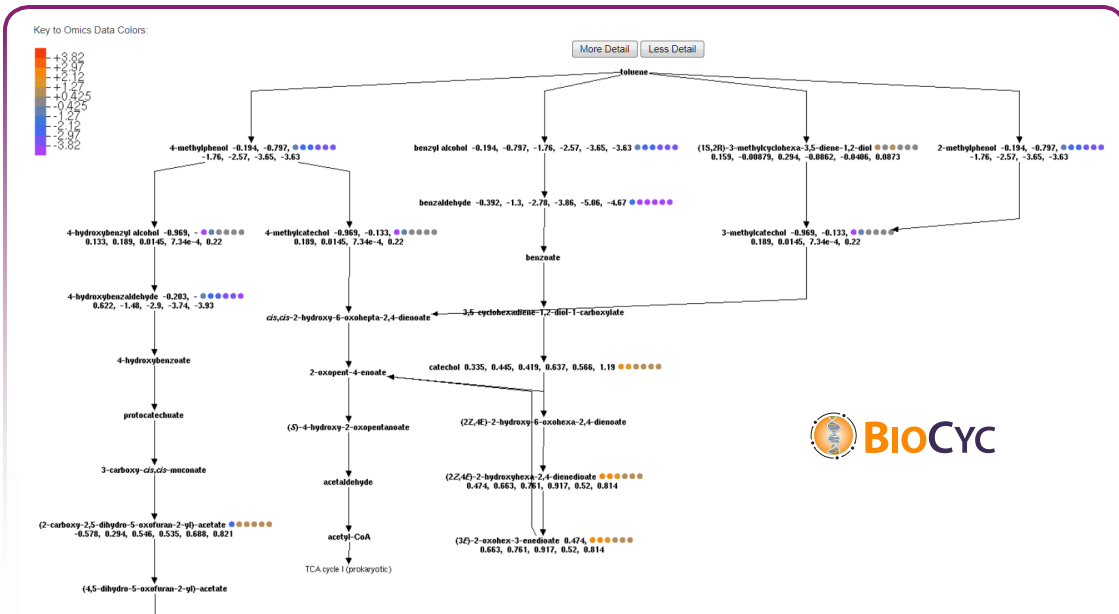 Key to Omics Data Colors:
+3.82
+2.97
+2.12
+1.27
+0.425
-0.425
-1.27
-2.12
-2.97
-3.82
More Detail Less Detail
toluene
4-methylphenol -0.194, -0.797,
-1.76, -2.57, -3.65, -3.63
benzyl alcohol -0.194, -0.797, -1.76, -2.57, -3.65, -3.63
(1S,2R)-3-methylcyclohexa-3,5-diene-1,2-diol
0.159, -0.00879, 0.294, -0.0862, -0.0406, 0.0873
2-methylphenol -0.194, -0.797,
-1.76, -2.57, -3.65, -3.63
benzaldehyde -0.392, -1.3, -2.78, -3.86, -5.06, -4.67
4-hydroxybenzyl alcohol -0.969, -
0.133, 0.189, 0.0145, 7.34e-4, 0.22
4-methylcatechol -0.969, -0.133,
0.189, 0.0145, 7.34e-4, 0.22
3-methylcatechol -0.969, -0.133,
0.189, 0.0145, 7.34e-4, 0.22
benzoate
4-hydroxybenzaldehyde -0.203, -
0.622, -1.48, -2.9, -3.74, -3.93
cis,cis-2-hydroxy-6-oxohepta-2,4-dienoate
3,5-cyclohexadiene-1,2-diol-1-carboxylate
4-hydroxybenzoate
2-oxopent-4-enoate
catechol 0.335, 0.445, 0.419, 0.637, 0.566, 1.19
protocatechuate
(S)-4-hydroxy-2-oxopentanoate
(2Z,4E)-2-hydroxy-6-oxohexa-2,4-dienoate
BIOCYC
3-carboxy-cis,cis-muconate
acetaldehyde
(2Z,4E)-2-hydroxyhexa-2,4-dienedioate
0.474, 0.663, 0.761, 0.917, 0.52, 0.814
(2-carboxy-2,5-dihydro-5-oxofuran-2-yl)-acetate
-0.578, 0.294, 0.546, 0.535, 0.688, 0.821
acetyl-CoA
(3E)-2-oxohex-3-enedioate 0.474,
0.663, 0.761, 0.917, 0.52, 0.814
TCA cycle I (prokaryotic)
(4,5-dihydro-5-oxofuran-2-yl)-acetate